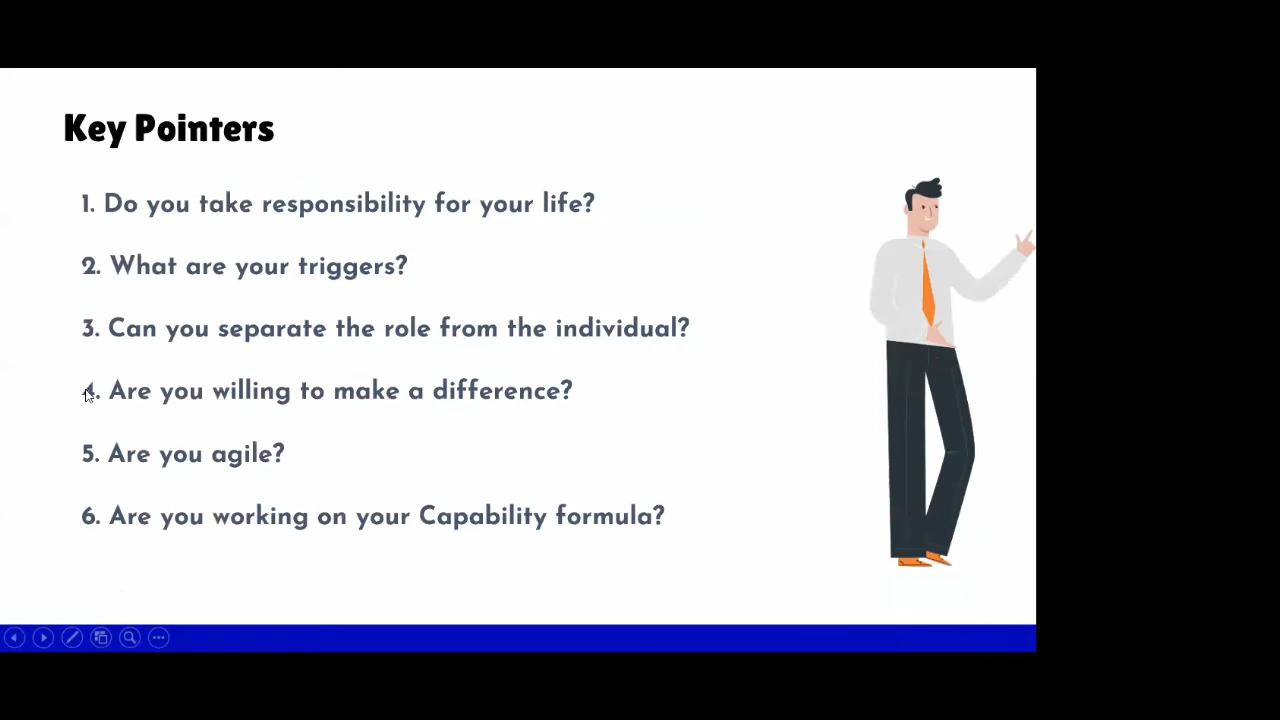 Key Pointers
1. Do you take responsibility for your life?
2. What are your triggers?
3. Can you separate the role from the individual?
4. Are you willing to make a difference?
5. Are you agile?
6. Are you working on your Capability formula?